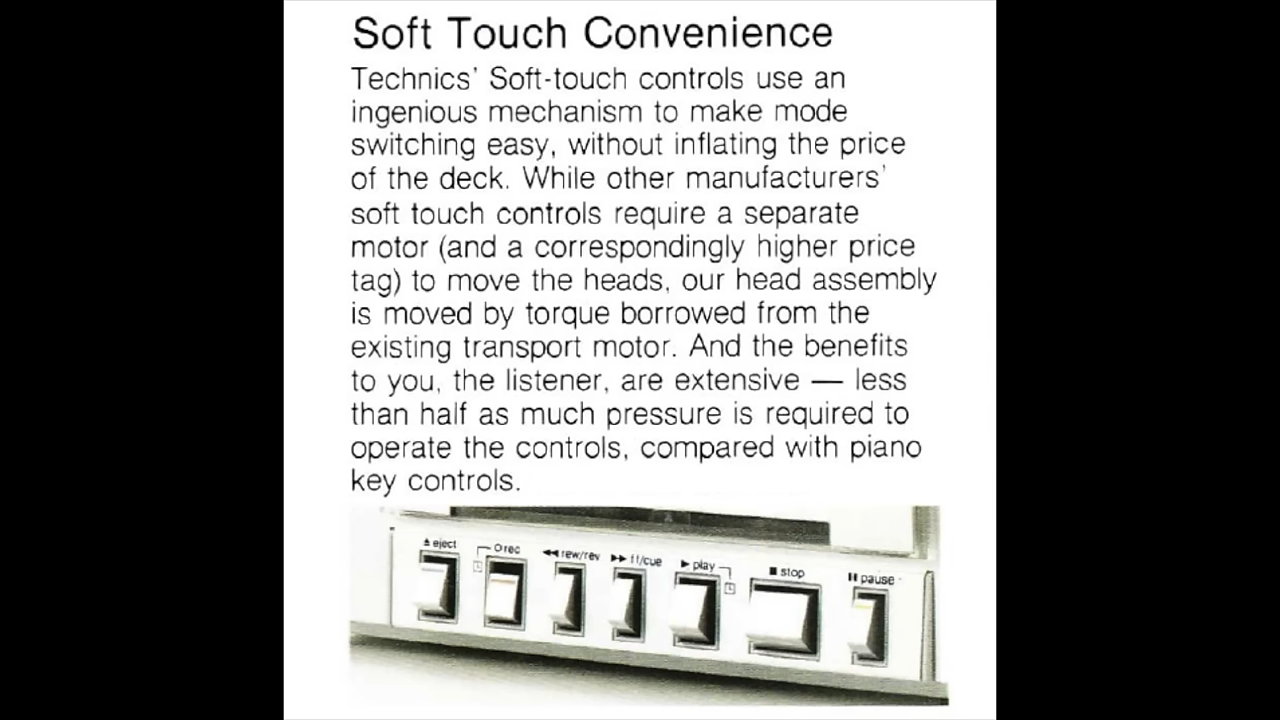 Soft Touch Convenience
Technics' Soft-touch controls use an
ingenious mechanism to make mode
switching easy, without inflating the price
of the deck. While other manufacturers'
soft touch controls require a separate
motor (and a correspondingly higher price
tag) to move the heads, our head assembly
is moved by torque borrowed from the
existing transport motor. And the benefits
to you, the listener, are extensive — less
than half as much pressure is required to
operate the controls, compared with piano
key controls.
▲ eject O rec ◀◀ rew/rev ▶▶ ff/cue ▶ play ■ stop ❚❚ pause